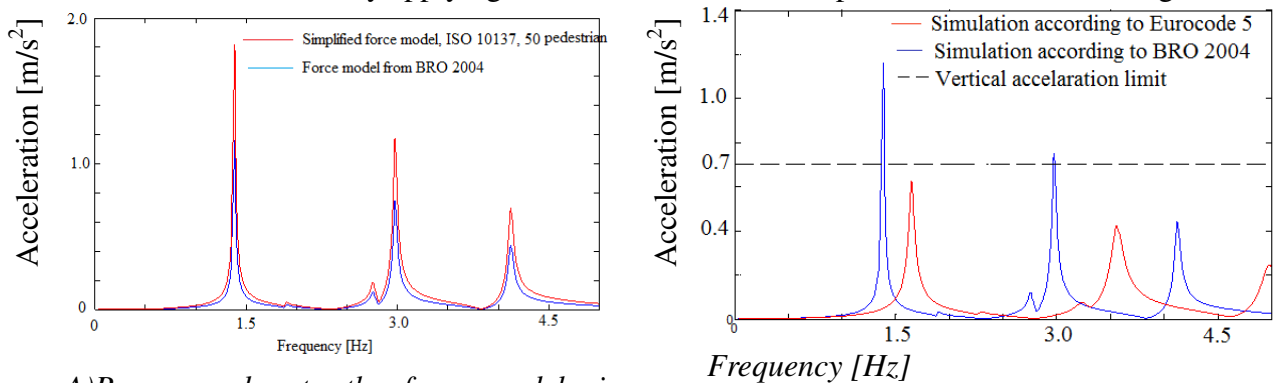 2.0
Simplified force model, ISO 10137, 50 pedestrian
Force model from BRO 2004
Acceleration [m/s²]
1.0
0
0 1.5 3.0 4.5
Frequency [Hz]
1.4
Simulation according to Eurocode 5
Simulation according to BRO 2004
Vertical accelaration limit
Acceleration [m/s²]
1.0
0.7
0.4
0
0 1.5 3.0 4.5
Frequency [Hz]